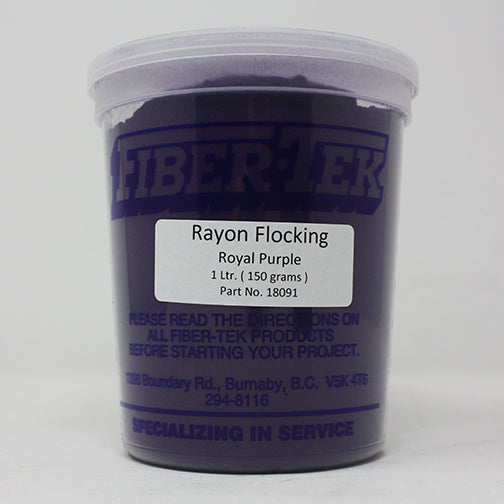 FIBER-TEK
Rayon Flocking
Royal Purple
1 Ltr. ( 150 grams )
Part No. 18091
PLEASE READ THE DIRECTIONS ON
ALL FIBER-TEK PRODUCTS
BEFORE STARTING YOUR PROJECT.
1306 Boundary Rd., Burnaby, B.C. V5K 4T6
294-8116
SPECIALIZING IN SERVICE